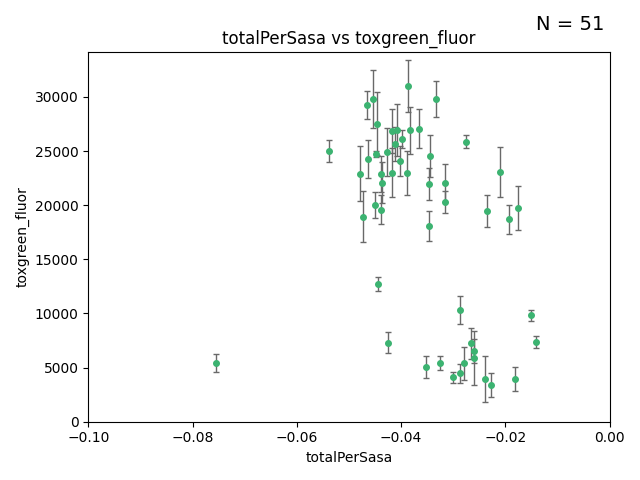 N = 51
totalPerSasa vs toxgreen_fluor
toxgreen_fluor
30000
25000
20000
15000
10000
5000
0
−0.10 −0.08 −0.06 −0.04 −0.02 0.00
totalPerSasa